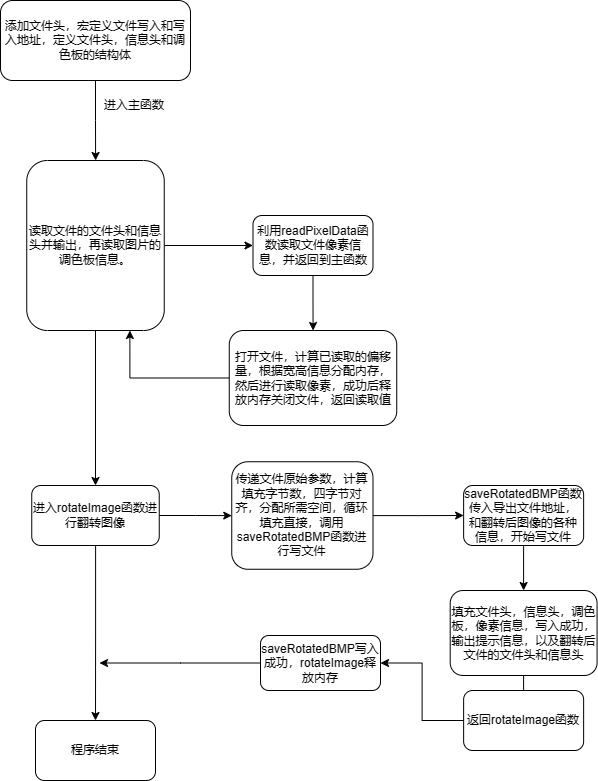 添加文件头，宏定义文件写入和写
入地址，定义文件头，信息头和调
色板的结构体
进入主函数
读取文件的文件头和信息
头并输出，再读取图片的
调色板信息。
利用readPixelData函
数读取文件像素信
息，并返回到主函数
打开文件，计算已读取的偏移
量，根据宽高信息分配内存，
然后进行读取像素，成功后释
放内存关闭文件，返回读取值
进入rotateImage函数进
行翻转图像
传递文件原始参数，计算
填充字节数，四字节对
齐，分配所需空间，循环
填充直接，调用
saveRotatedBMP函数进
行写文件
saveRotatedBMP函数
传入导出文件地址，
和翻转后图像的各种
信息，开始写文件
填充文件头，信息头，调色
板，像素信息，写入成功，
输出提示信息，以及翻转后
文件的文件头和信息头
saveRotatedBMP写入
成功，rotateImage释
放内存
返回rotateImage函数
程序结束